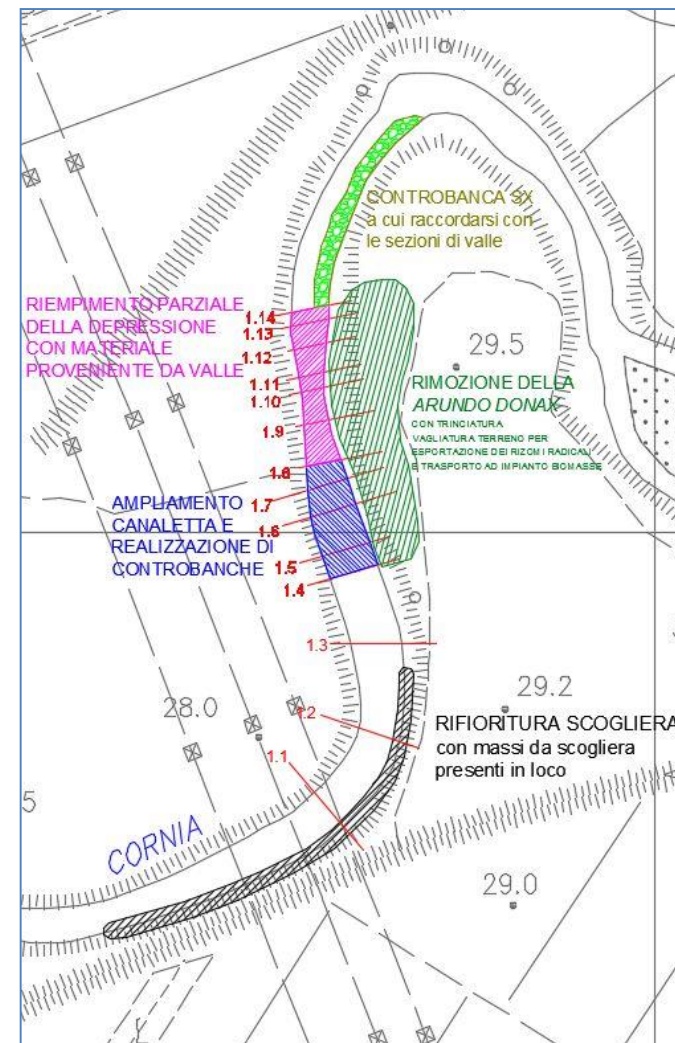 CONTROBANCA SX
a cui raccordarsi con
le sezioni di valle
RIEMPIMENTO PARZIALE
DELLA DEPRESSIONE
CON MATERIALE
PROVENIENTE DA VALLE
1.14
1.13
1.12
1.11
1.10
1.9
1.8
1.7
1.6
1.5
1.4
29.5
RIMOZIONE DELLA
ARUNDO DONAX
CON TRINCIATURA
VAGLIATURA TERRENO PER
ESPORTAZIONE DEI RIZOMI RADICALI
E TRASPORTO AD IMPIANTO BIOMASSE
AMPLIAMENTO
CANALETTA E
REALIZZAZIONE DI
CONTROBANCHE
1.3
29.2
28.0
1.2
RIFIORITURA SCOGLIERA
con massi da scogliera
presenti in loco
1.1
5
CORNIA
29.0